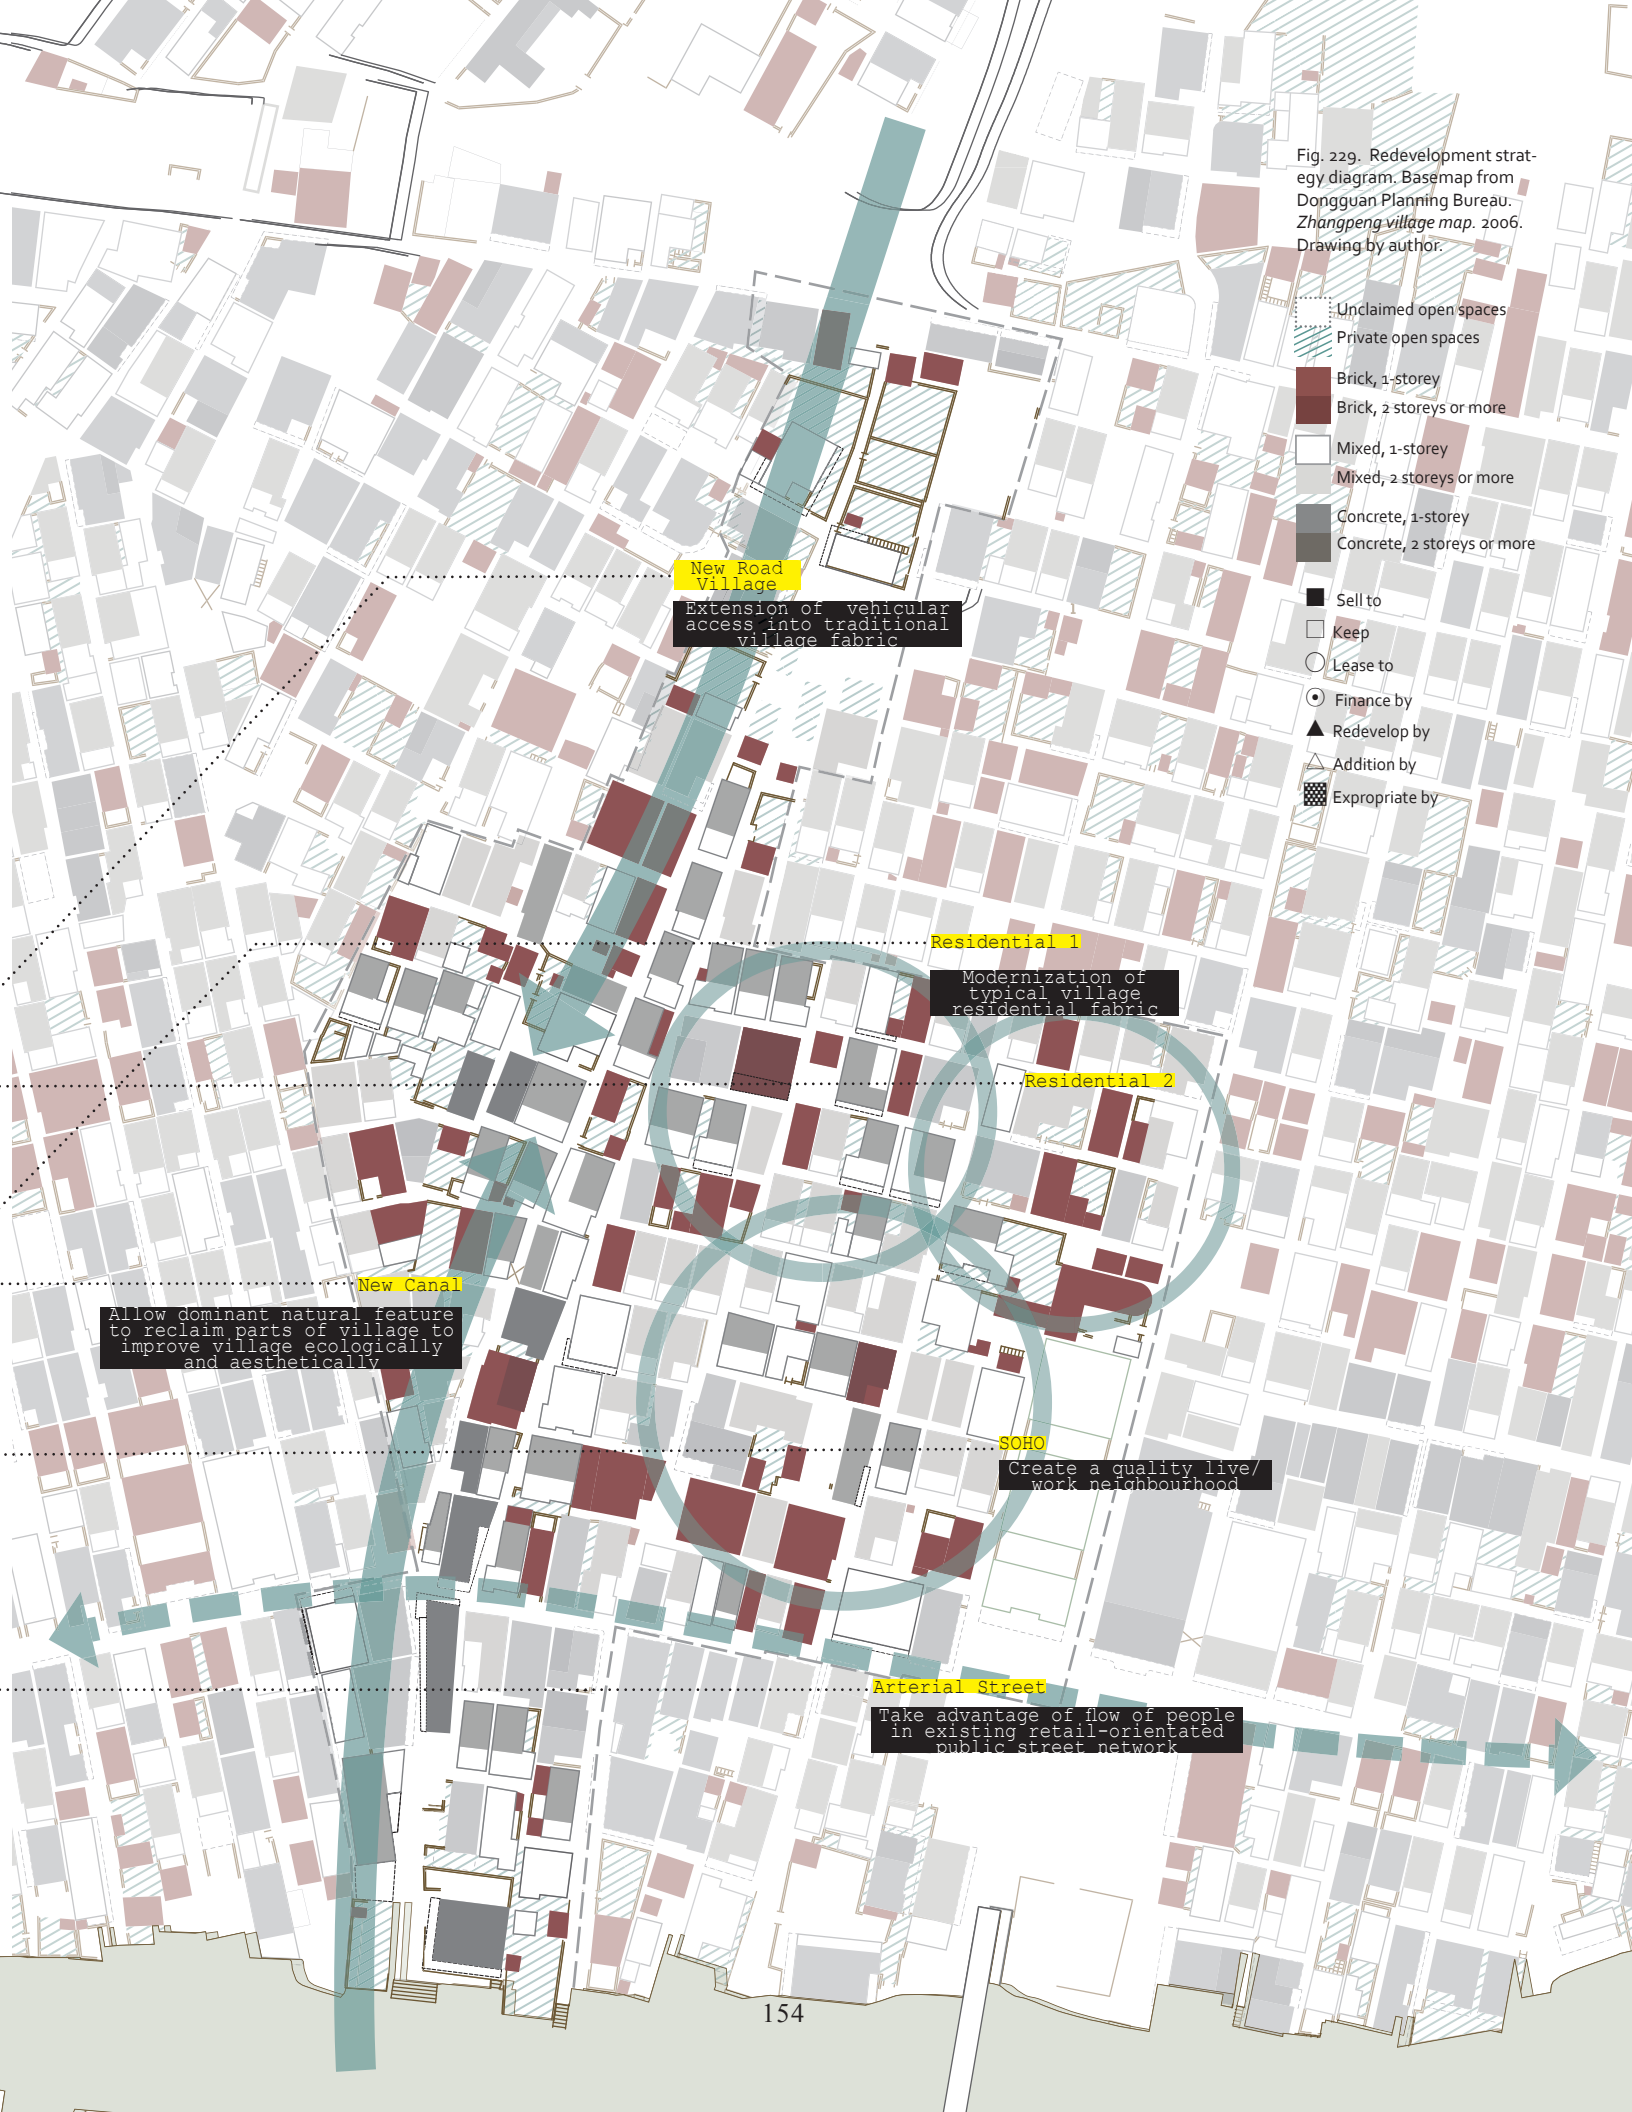 Fig. 229. Redevelopment strat-
egy diagram. Basemap from
Dongguan Planning Bureau.
Zhangpeng village map. 2006.
Drawing by author.
Unclaimed open spaces
Private open spaces
Brick, 1-storey
Brick, 2 storeys or more
Mixed, 1-storey
Mixed, 2 storeys or more
Concrete, 1-storey
Concrete, 2 storeys or more
Sell to
Keep
Lease to
Finance by
Redevelop by
Addition by
Expropriate by
New Road
Village
Extension of vehicular
access into traditional
village fabric
Residential 1
Modernization of
typical village
residential fabric
Residential 2
New Canal
Allow dominant natural feature
to reclaim parts of village to
improve village ecologically
and aesthetically
SOHO
Create a quality live/
work neighbourhood
Arterial Street
Take advantage of flow of people
in existing retail-orientated
public street network
154